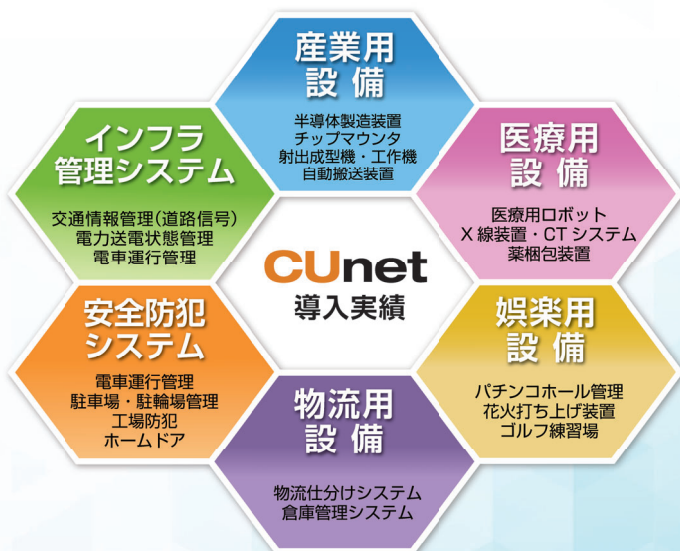 産業用
設 備
半導体製造装置
チップマウンタ
射出成型機・工作機
自動搬送装置
インフラ
管理システム
交通情報管理(道路信号)
電力送電状態管理
電車運行管理
医療用
設 備
医療用ロボット
X 線装置・CT システム
薬梱包装置
CUnet
導入実績
安全防犯
システム
電車運行管理
駐車場・駐輪場管理
工場防犯
ホームドア
娯楽用
設 備
パチンコホール管理
花火打ち上げ装置
ゴルフ練習場
物流用
設 備
物流仕分けシステム
倉庫管理システム